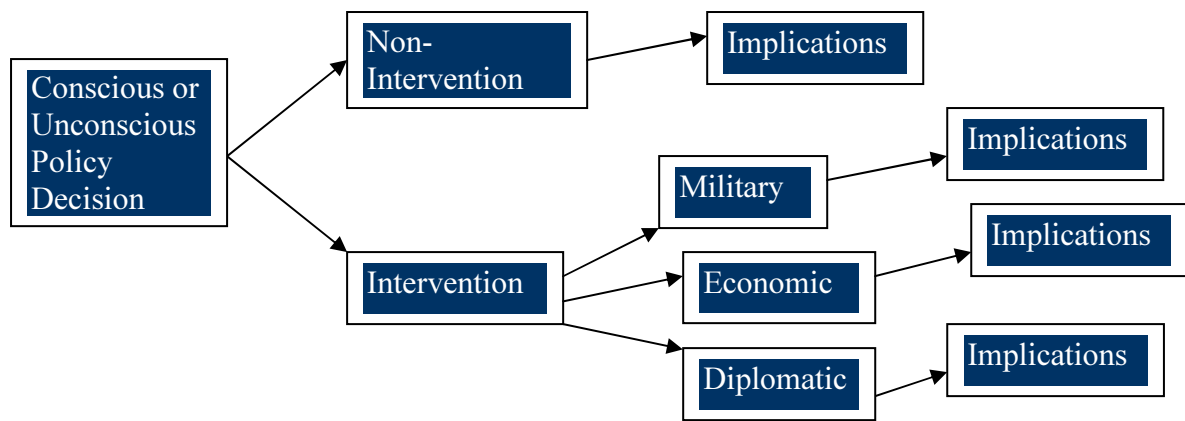 Conscious or
Unconscious
Policy
Decision
Non-
Intervention
Implications
Intervention
Military
Implications
Economic
Implications
Diplomatic
Implications